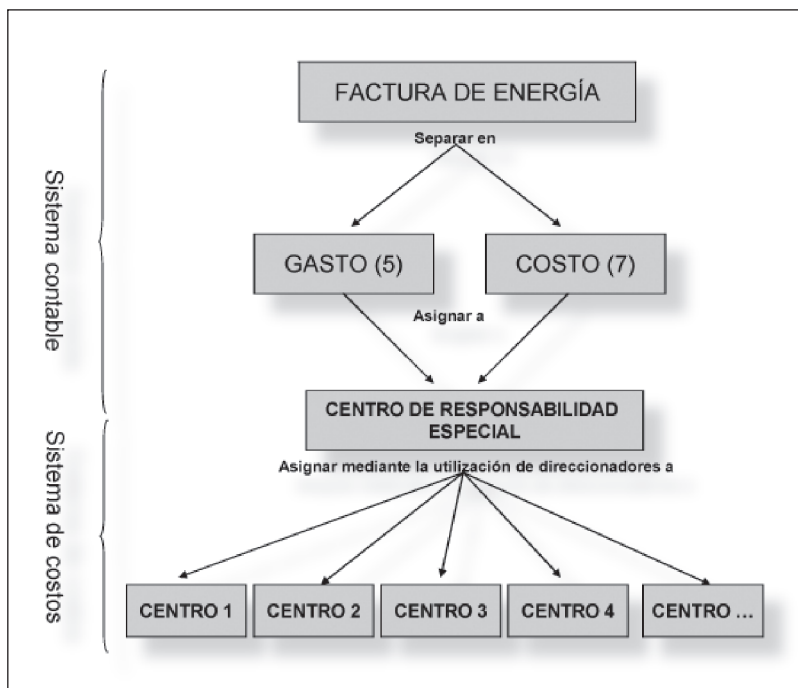 FACTURA DE ENERGÍA
Separar en
GASTO (5)
COSTO (7)
Asignar a
CENTRO DE RESPONSABILIDAD
ESPECIAL
Asignar mediante la utilización de direccionadores a
CENTRO 1
CENTRO 2
CENTRO 3
CENTRO 4
CENTRO ...
Sistema contable
Sistema de costos